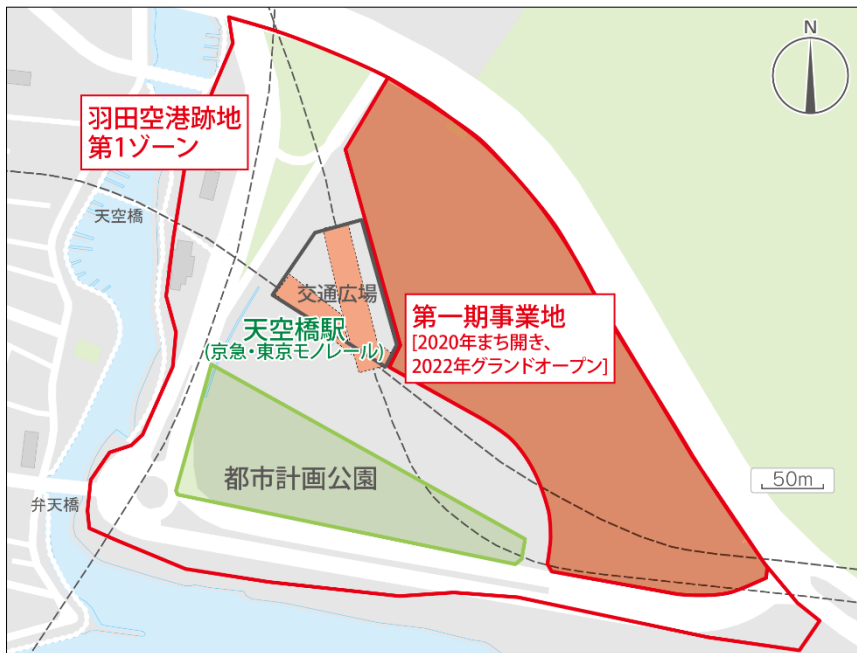 N
羽田空港跡地
第1ゾーン
天空橋
交通広場
天空橋駅
(京急・東京モノレール)
第一期事業地
[2020年まち開き、
2022年グランドオープン]
都市計画公園
50m
弁天橋